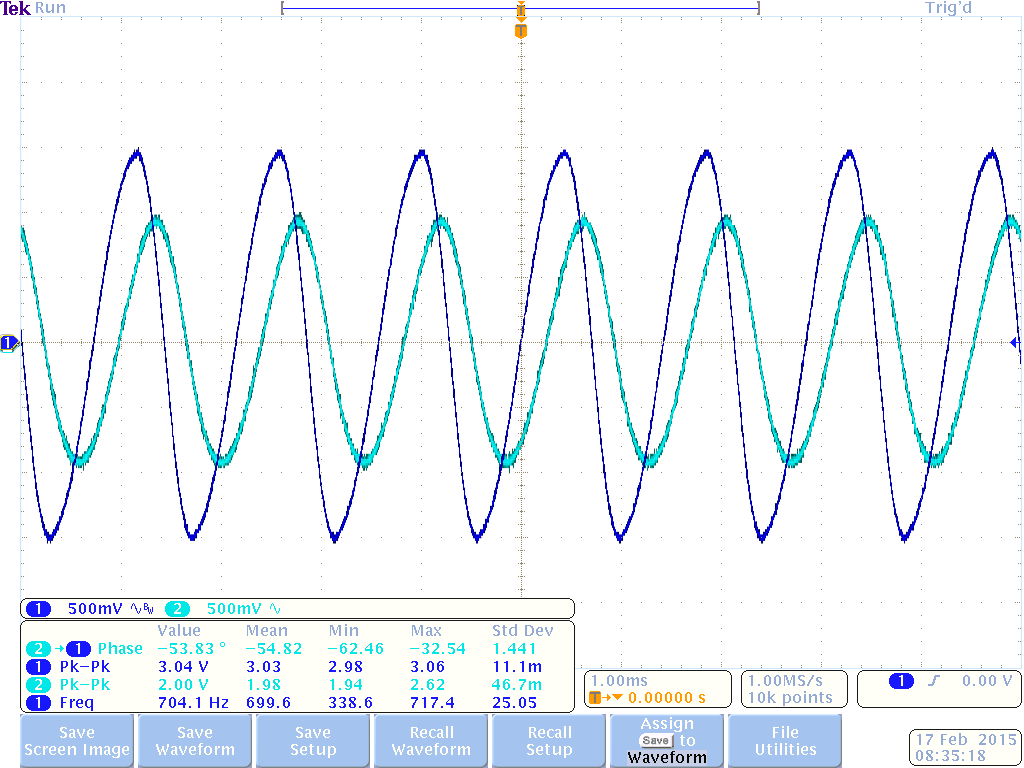 Tek Run Trig'd
T
T
1
1 500mV 2 500mV
Value Mean Min Max Std Dev
2 → 1 Phase −53.83 ° −54.82 −62.46 −32.54 1.441
1 Pk−Pk 3.04 V 3.03 2.98 3.06 11.1m
2 Pk−Pk 2.00 V 1.98 1.94 2.62 46.7m
1 Freq 704.1 Hz 699.6 338.6 717.4 25.05
1.00ms
T→▼ 0.00000 s
1.00MS/s
10k points
1 0.00 V
Save
Screen Image
Save
Waveform
Save
Setup
Recall
Waveform
Recall
Setup
Assign
Save to
Waveform
File
Utilities
17 Feb 2015
08:35:18